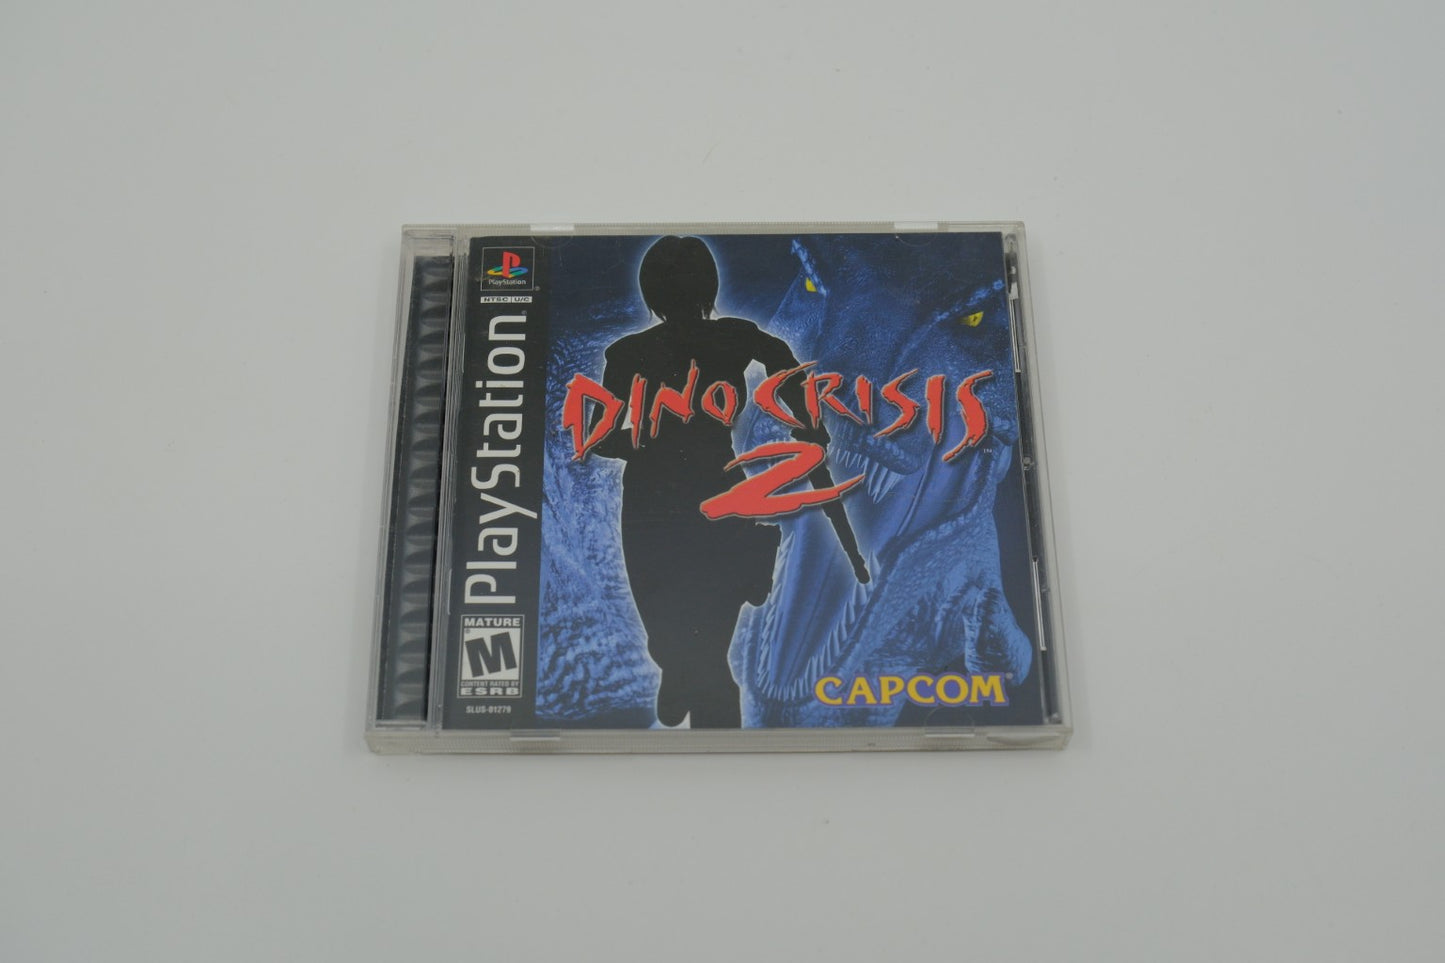 PlayStation
NTSC U/C
PlayStation
DINO CRISIS
2
MATURE
M
CONTENT RATED BY
ESRB
SLUS-01279
CAPCOM